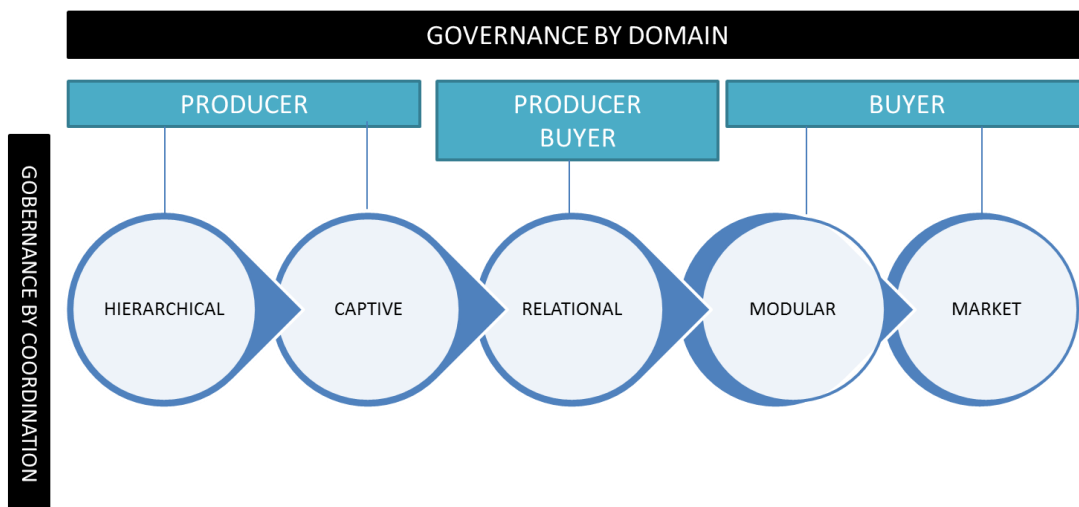 GOVERNANCE BY DOMAIN
PRODUCER
PRODUCER
BUYER
BUYER
GOBERNANCE BY COORDINATION
HIERARCHICAL
CAPTIVE
RELATIONAL
MODULAR
MARKET